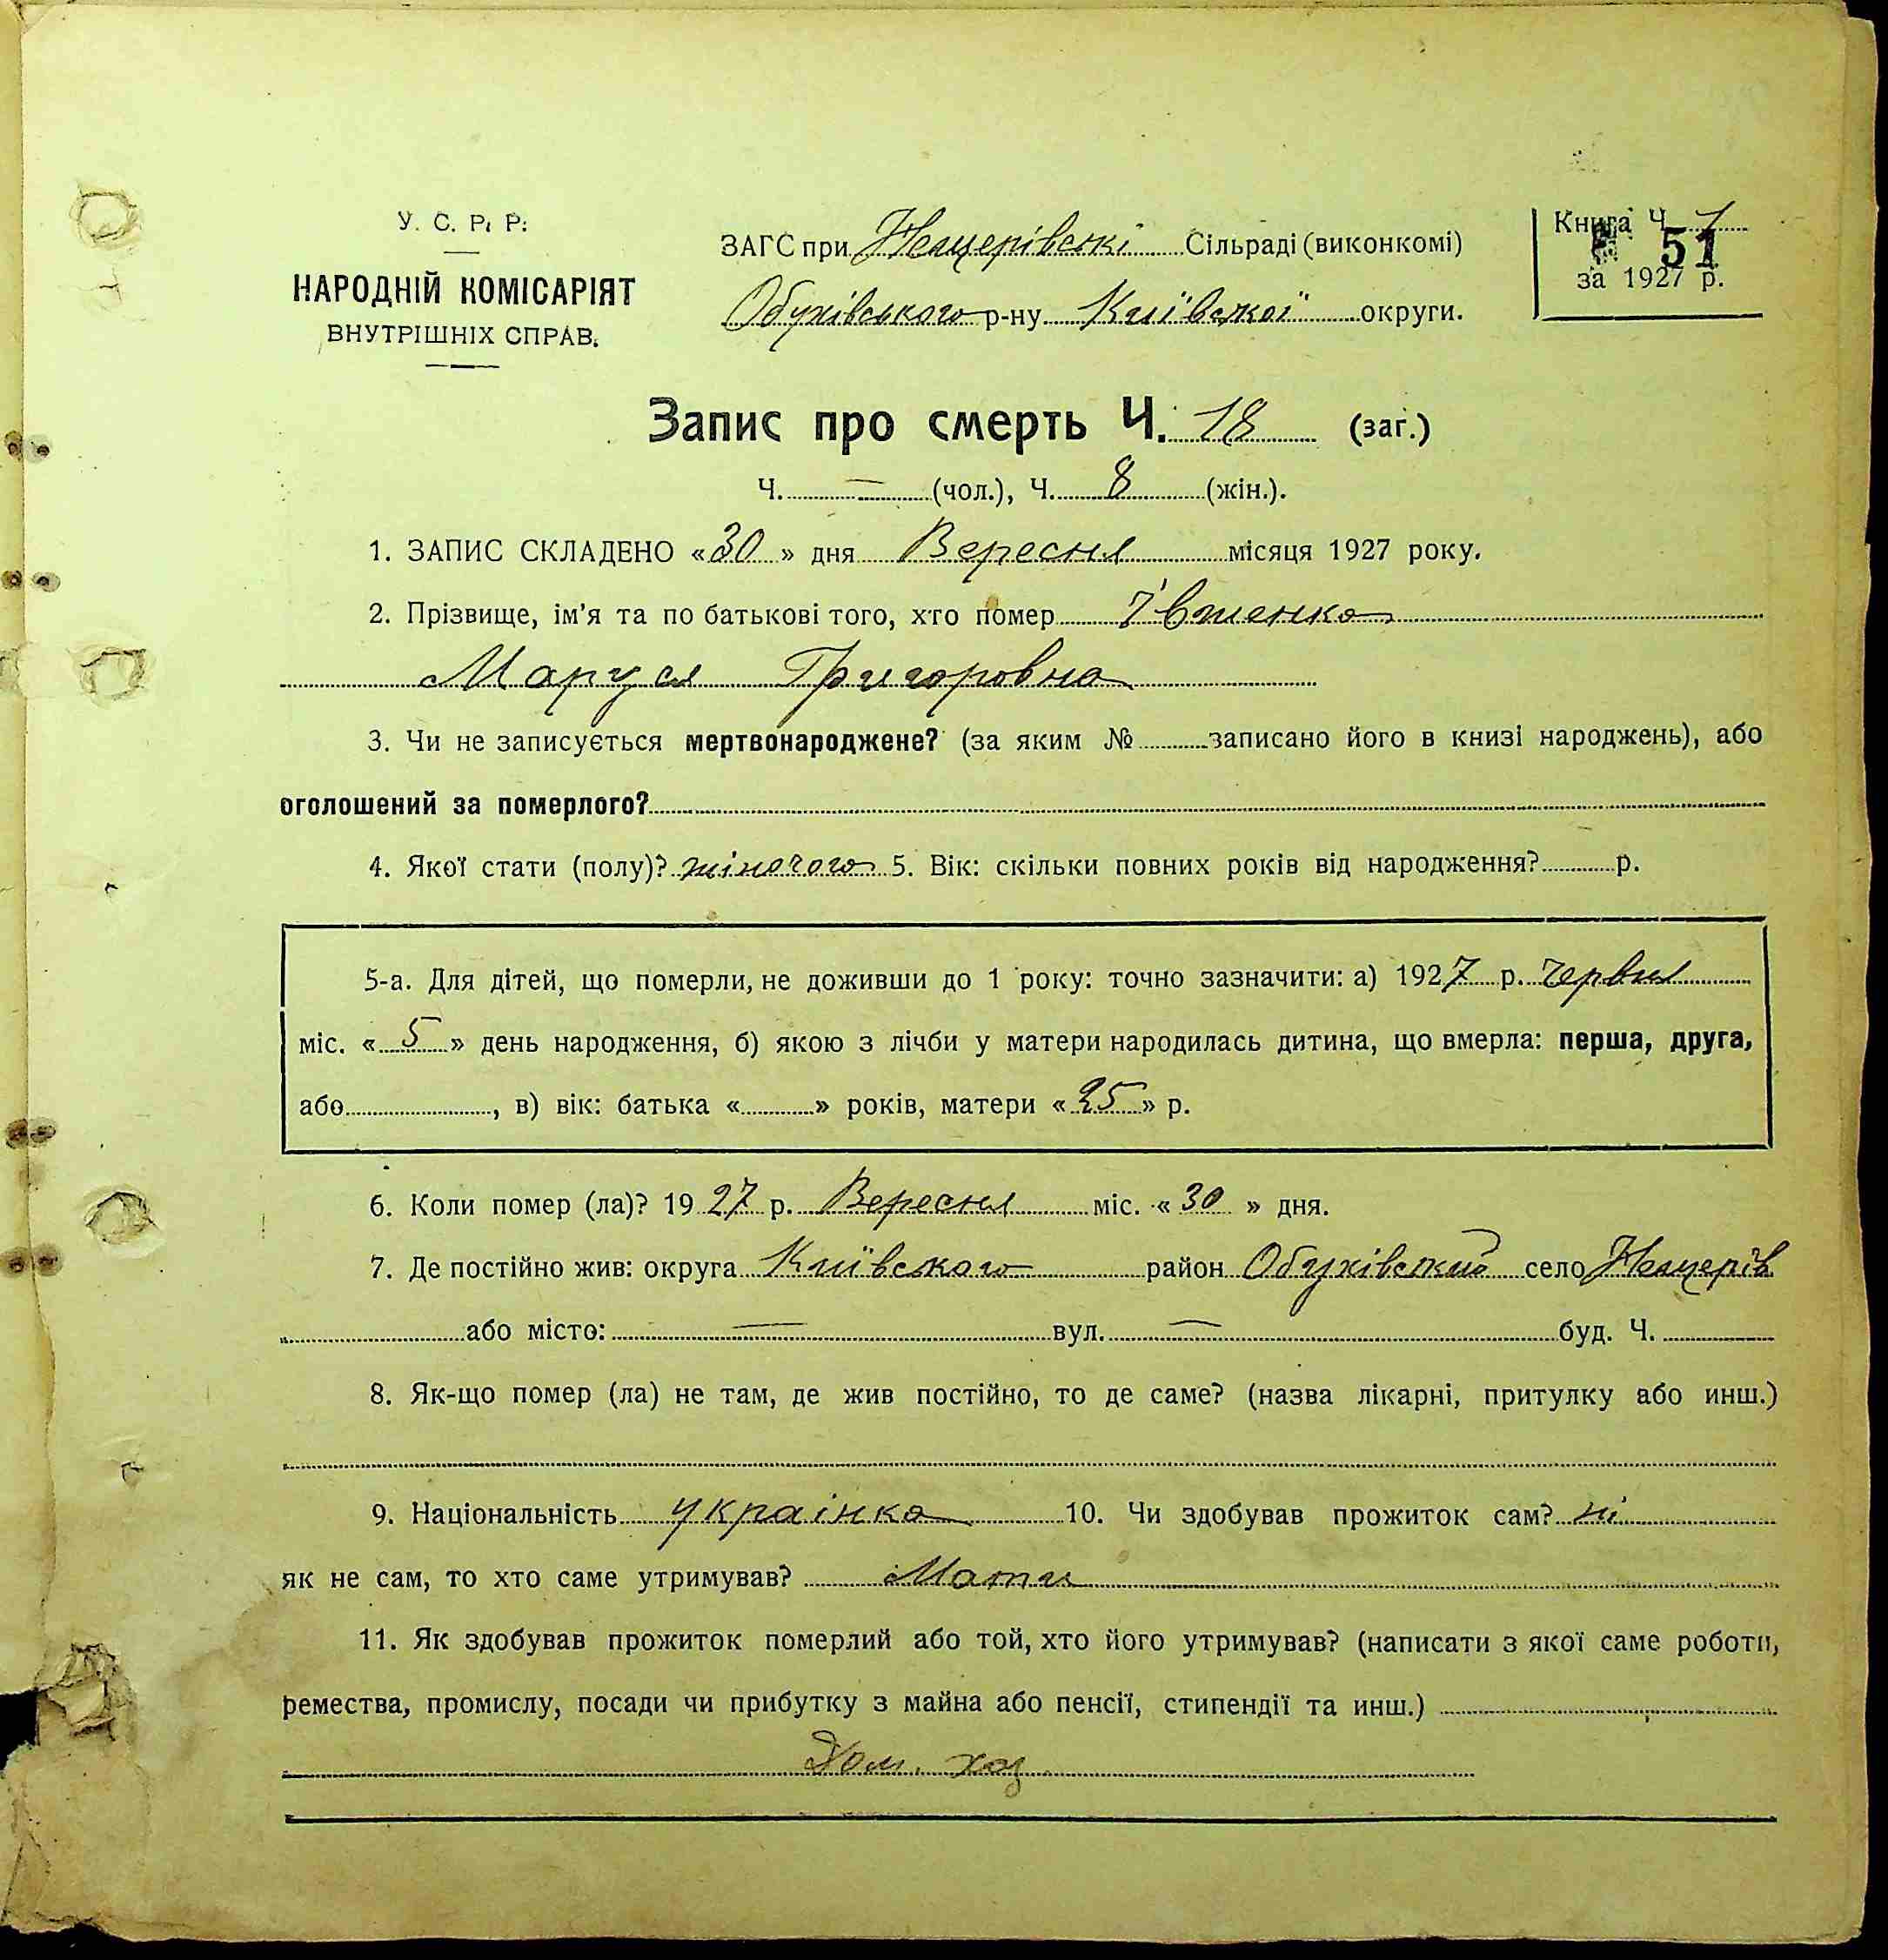 У. С. Р. Р.
НАРОДНІЙ КОМІСАРІЯТ
ВНУТРІШНІХ СПРАВ.
ЗАГС при Нещерівскі Сільраді (виконкомі)
Обухівського р-ну Київської округи.
Книга Ч. 1
51
за 1927 р.
Запис про смерть Ч. 18 (заг.)
Ч. — (чол.), Ч. 8 (жін.).
1. ЗАПИС СКЛАДЕНО «30» дня Вересня місяця 1927 року.
2. Прізвище, ім'я та по батькові того, хто помер Івженко
Маруся Григоровна
3. Чи не записується мертвонароджене? (за яким № записано його в книзі народжень), або
оголошений за померлого?
4. Якої стати (полу)? жіночого 5. Вік: скільки повних років від народження? р.
5-а. Для дітей, що померли, не доживши до 1 року: точно зазначити: а) 1927 р. червня
міс. «5» день народження, б) якою з лічби у матери народилась дитина, що вмерла: перша, друга,
або , в) вік: батька « » років, матери «25» р.
6. Коли помер (ла)? 1927 р. Вересня міс. «30» дня.
7. Де постійно жив: округа Київского район Обухівский село Нещерів
або місто: — вул. — буд. Ч.
8. Як-що помер (ла) не там, де жив постійно, то де саме? (назва лікарні, притулку або инш.)
9. Національність українка 10. Чи здобував прожиток сам? ні
як не сам, то хто саме утримував? Мати
11. Як здобував прожиток померлий або той, хто його утримував? (написати з якої саме роботи,
ремества, промислу, посади чи прибутку з майна або пенсії, стипендії та инш.)
Дом. хоз